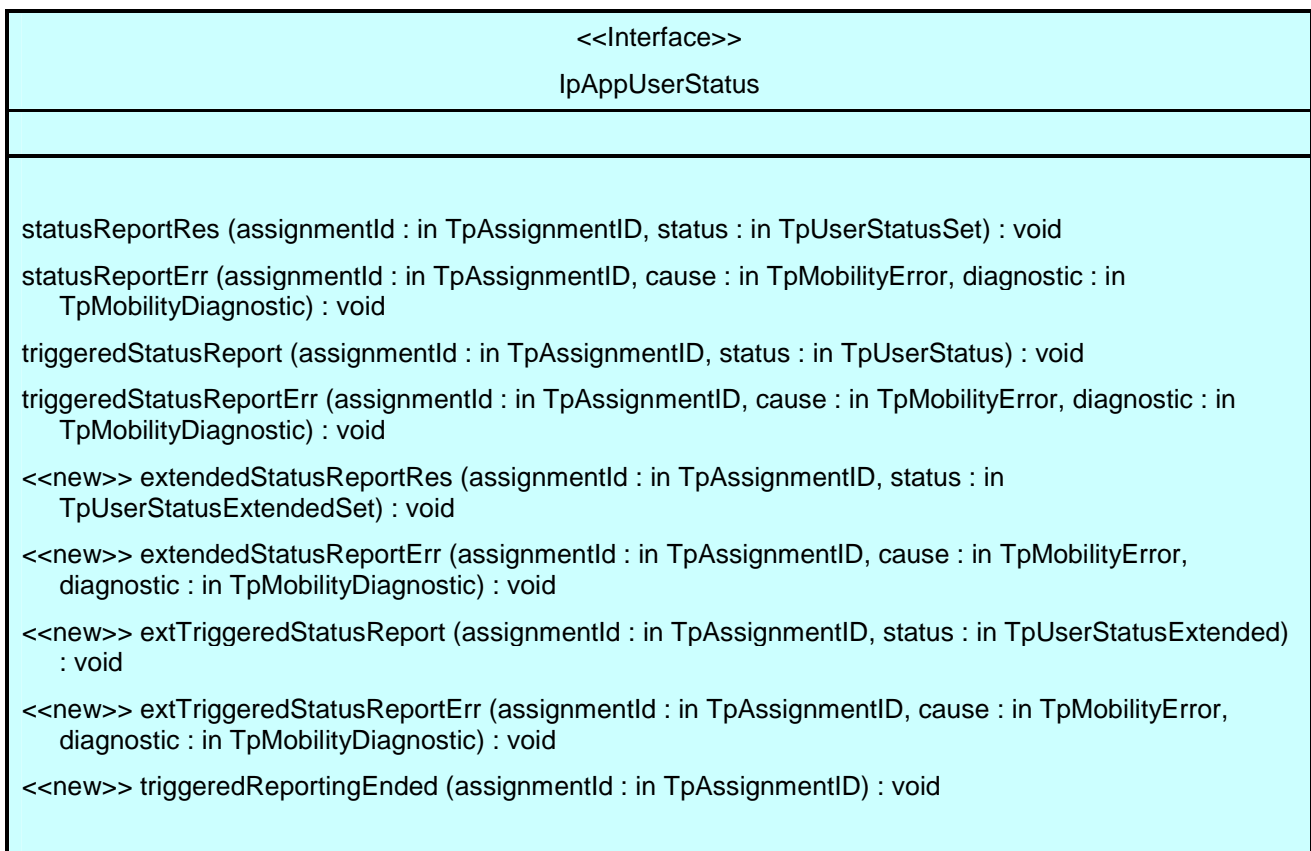 <<Interface>>
IpAppUserStatus
statusReportRes (assignmentId : in TpAssignmentID, status : in TpUserStatusSet) : void
statusReportErr (assignmentId : in TpAssignmentID, cause : in TpMobilityError, diagnostic : in
TpMobilityDiagnostic) : void
triggeredStatusReport (assignmentId : in TpAssignmentID, status : in TpUserStatus) : void
triggeredStatusReportErr (assignmentId : in TpAssignmentID, cause : in TpMobilityError, diagnostic : in
TpMobilityDiagnostic) : void
<<new>> extendedStatusReportRes (assignmentId : in TpAssignmentID, status : in
TpUserStatusExtendedSet) : void
<<new>> extendedStatusReportErr (assignmentId : in TpAssignmentID, cause : in TpMobilityError,
diagnostic : in TpMobilityDiagnostic) : void
<<new>> extTriggeredStatusReport (assignmentId : in TpAssignmentID, status : in TpUserStatusExtended)
: void
<<new>> extTriggeredStatusReportErr (assignmentId : in TpAssignmentID, cause : in TpMobilityError,
diagnostic : in TpMobilityDiagnostic) : void
<<new>> triggeredReportingEnded (assignmentId : in TpAssignmentID) : void